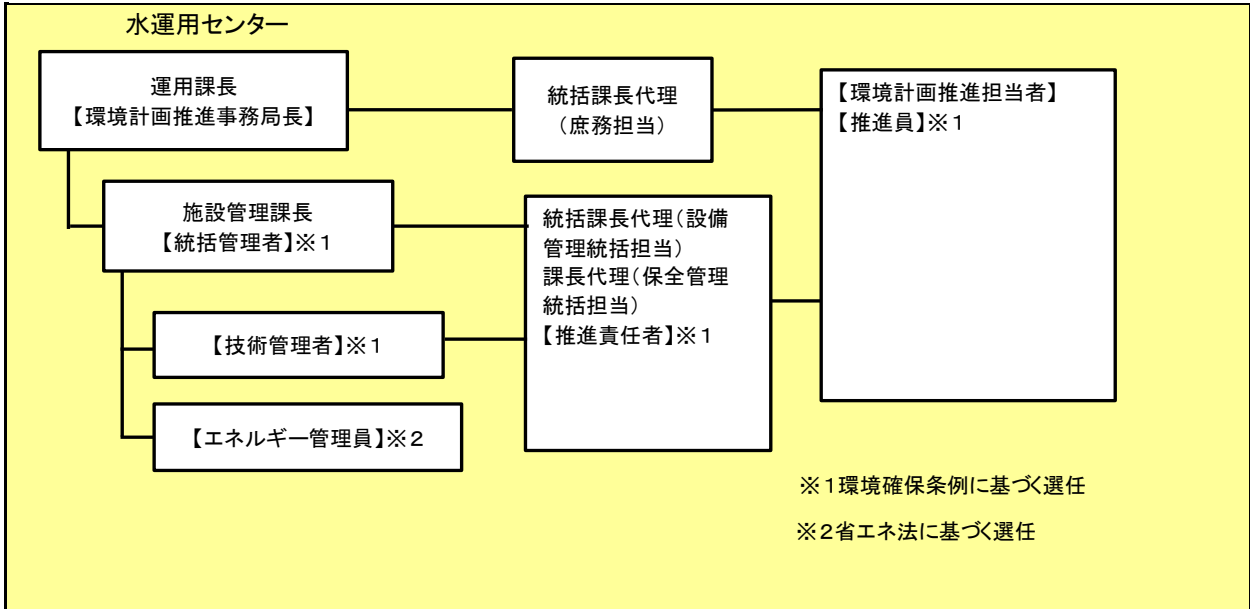 水運用センター
運用課長
【環境計画推進事務局長】
統括課長代理
（庶務担当）
【環境計画推進担当者】
【推進員】※１
施設管理課長
【統括管理者】※１
統括課長代理（設備
管理統括担当）
課長代理（保全管理
統括担当）
【推進責任者】※１
【技術管理者】※１
【エネルギー管理員】※２
※１環境確保条例に基づく選任
※２省エネ法に基づく選任